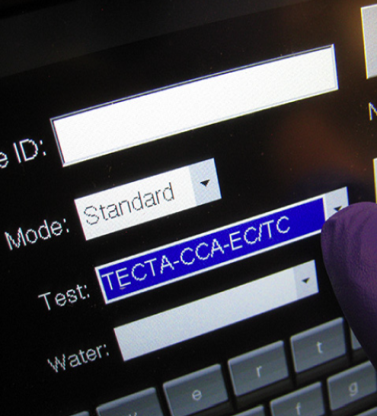 e ID:
Mode: Standard
Test: TECTA-CCA-EC/TC
Water:
e r t
f g